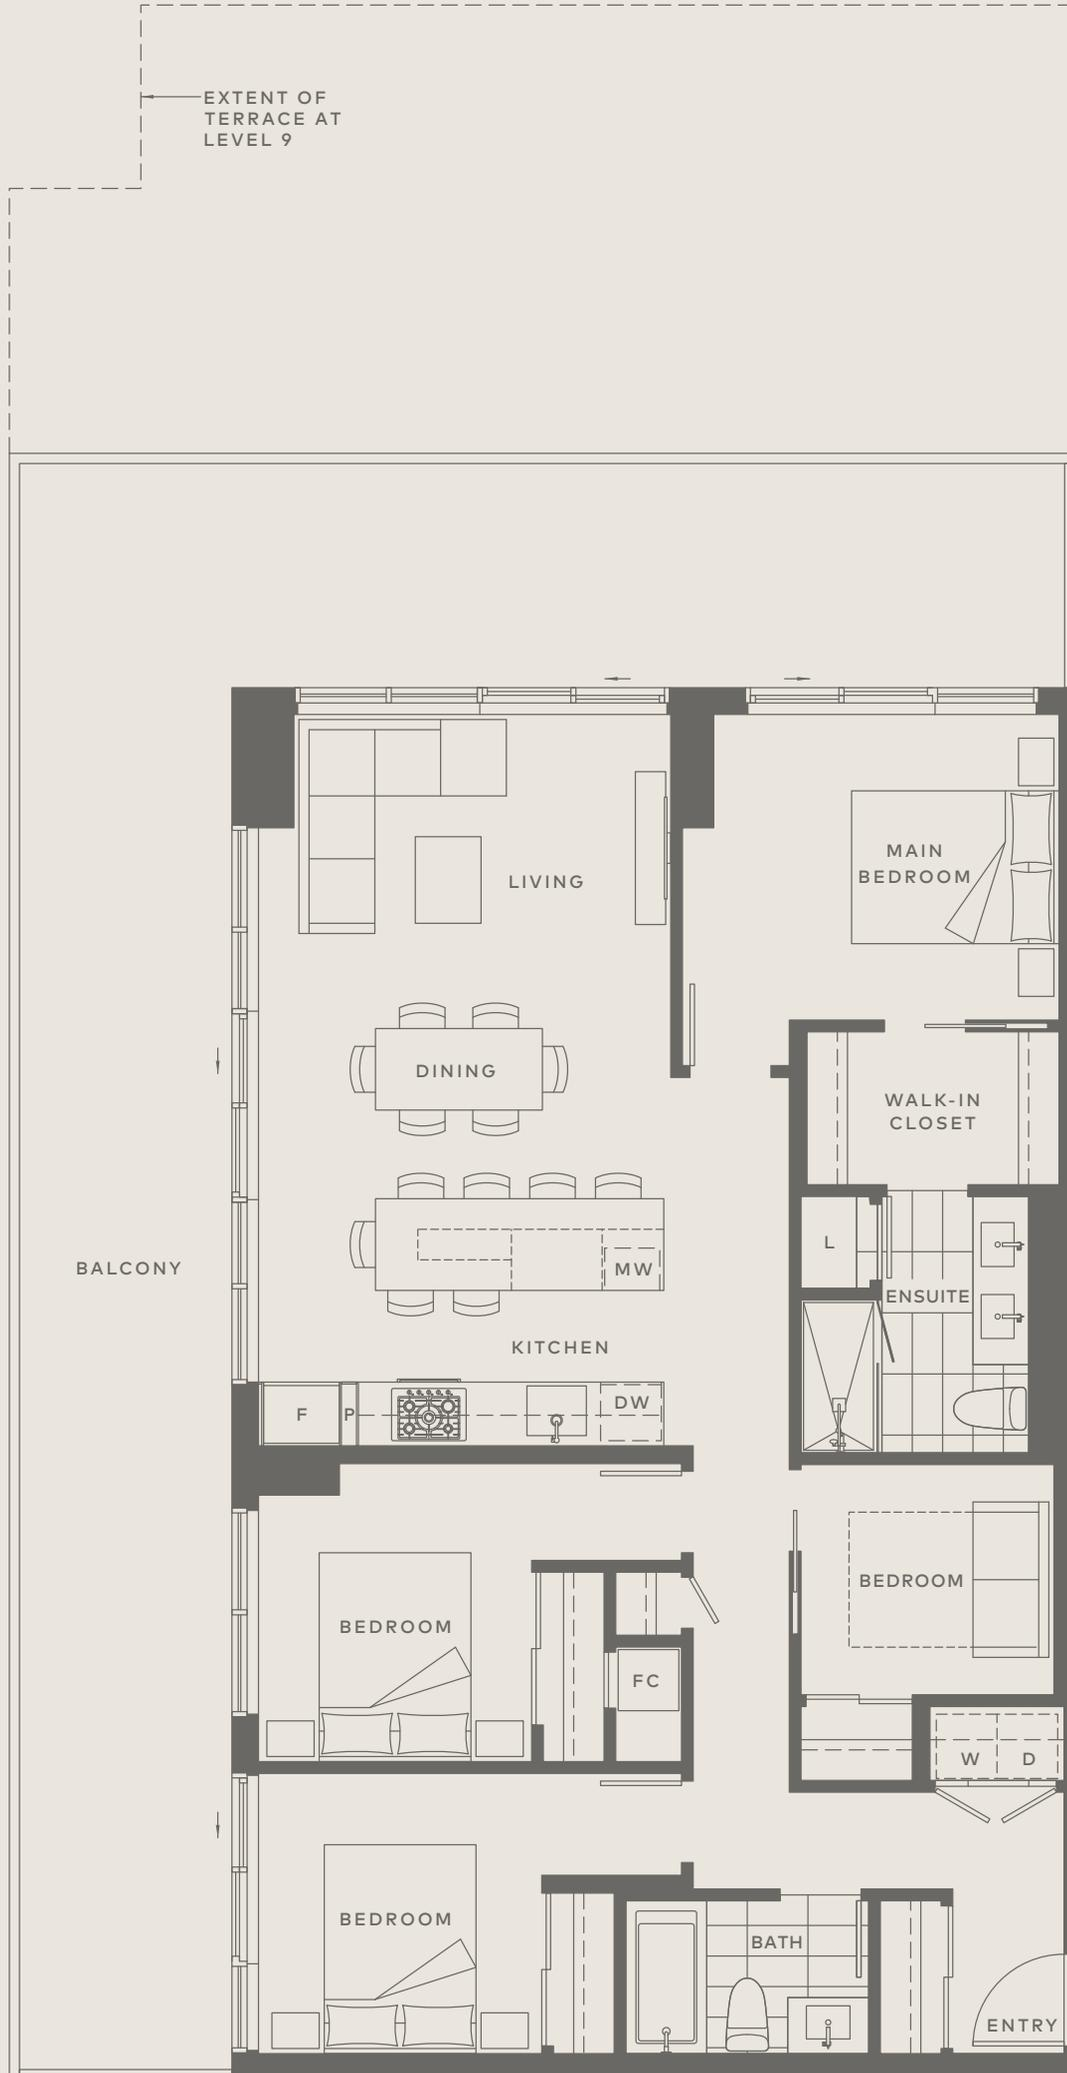 EXTENT OF
TERRACE AT
LEVEL 9
MAIN
BEDROOM
LIVING
DINING
WALK-IN
CLOSET
L
BALCONY
MW
ENSUITE
KITCHEN
F
P
DW
BEDROOM
BEDROOM
FC
W
D
BEDROOM
BATH
ENTRY